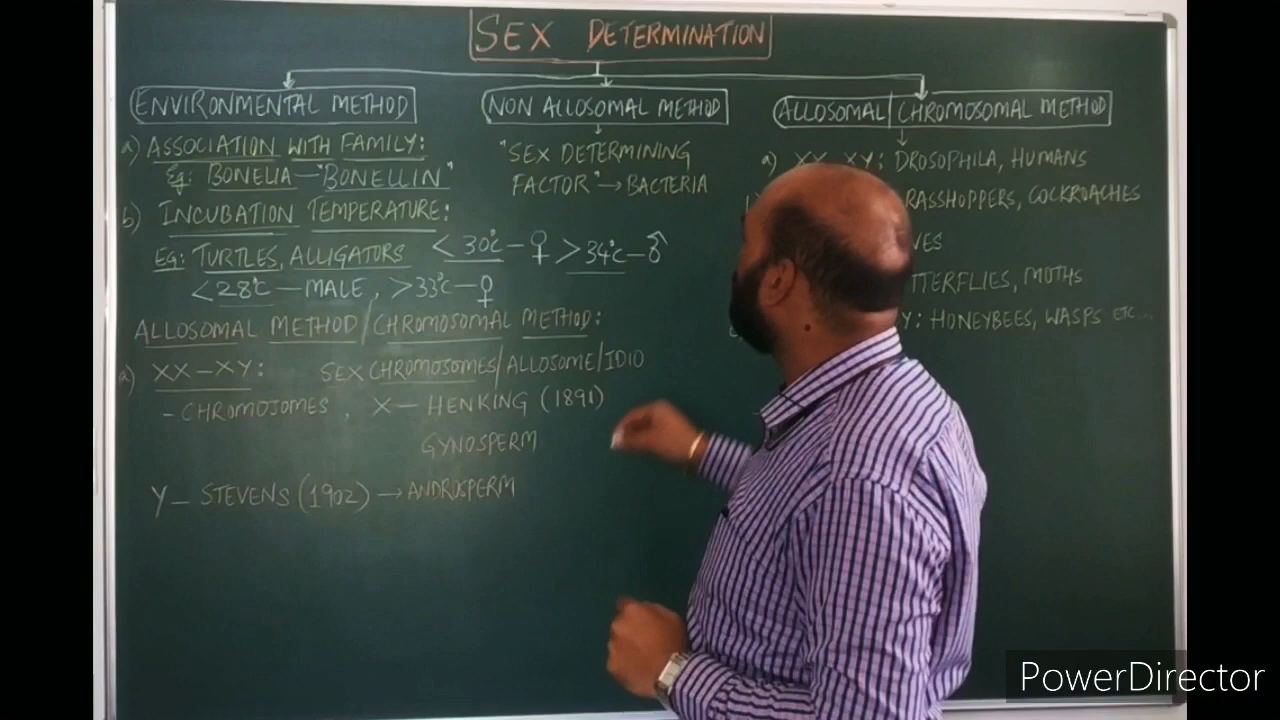 SEX DETERMINATION
ENVIRONMENTAL METHOD
a) ASSOCIATION WITH FAMILY:
Eg: BONELIA — "BONELLIN"
b) INCUBATION TEMPERATURE:
Eg: TURTLES, ALLIGATORS < 30°C - ♀ > 34°C - ♂
< 28°C — MALE, > 33°C - ♀
NON ALLOSOMAL METHOD
"SEX DETERMINING
FACTOR" → BACTERIA
ALLOSOMAL / CHROMOSOMAL METHOD
a) XX - XY: DROSOPHILA, HUMANS
RASSHOPPERS, COCKROACHES
VES
TTERFLIES, MOTHS
Y: HONEYBEES, WASPS ETC...
ALLOSOMAL METHOD / CHROMOSOMAL METHOD:
a) XX - XY: SEX CHROMOSOMES / ALLOSOME / IDIO
- CHROMOSOMES, X — HENKING (1891)
GYNOSPERM
Y — STEVENS (1902) → ANDROSPERM
PowerDirector